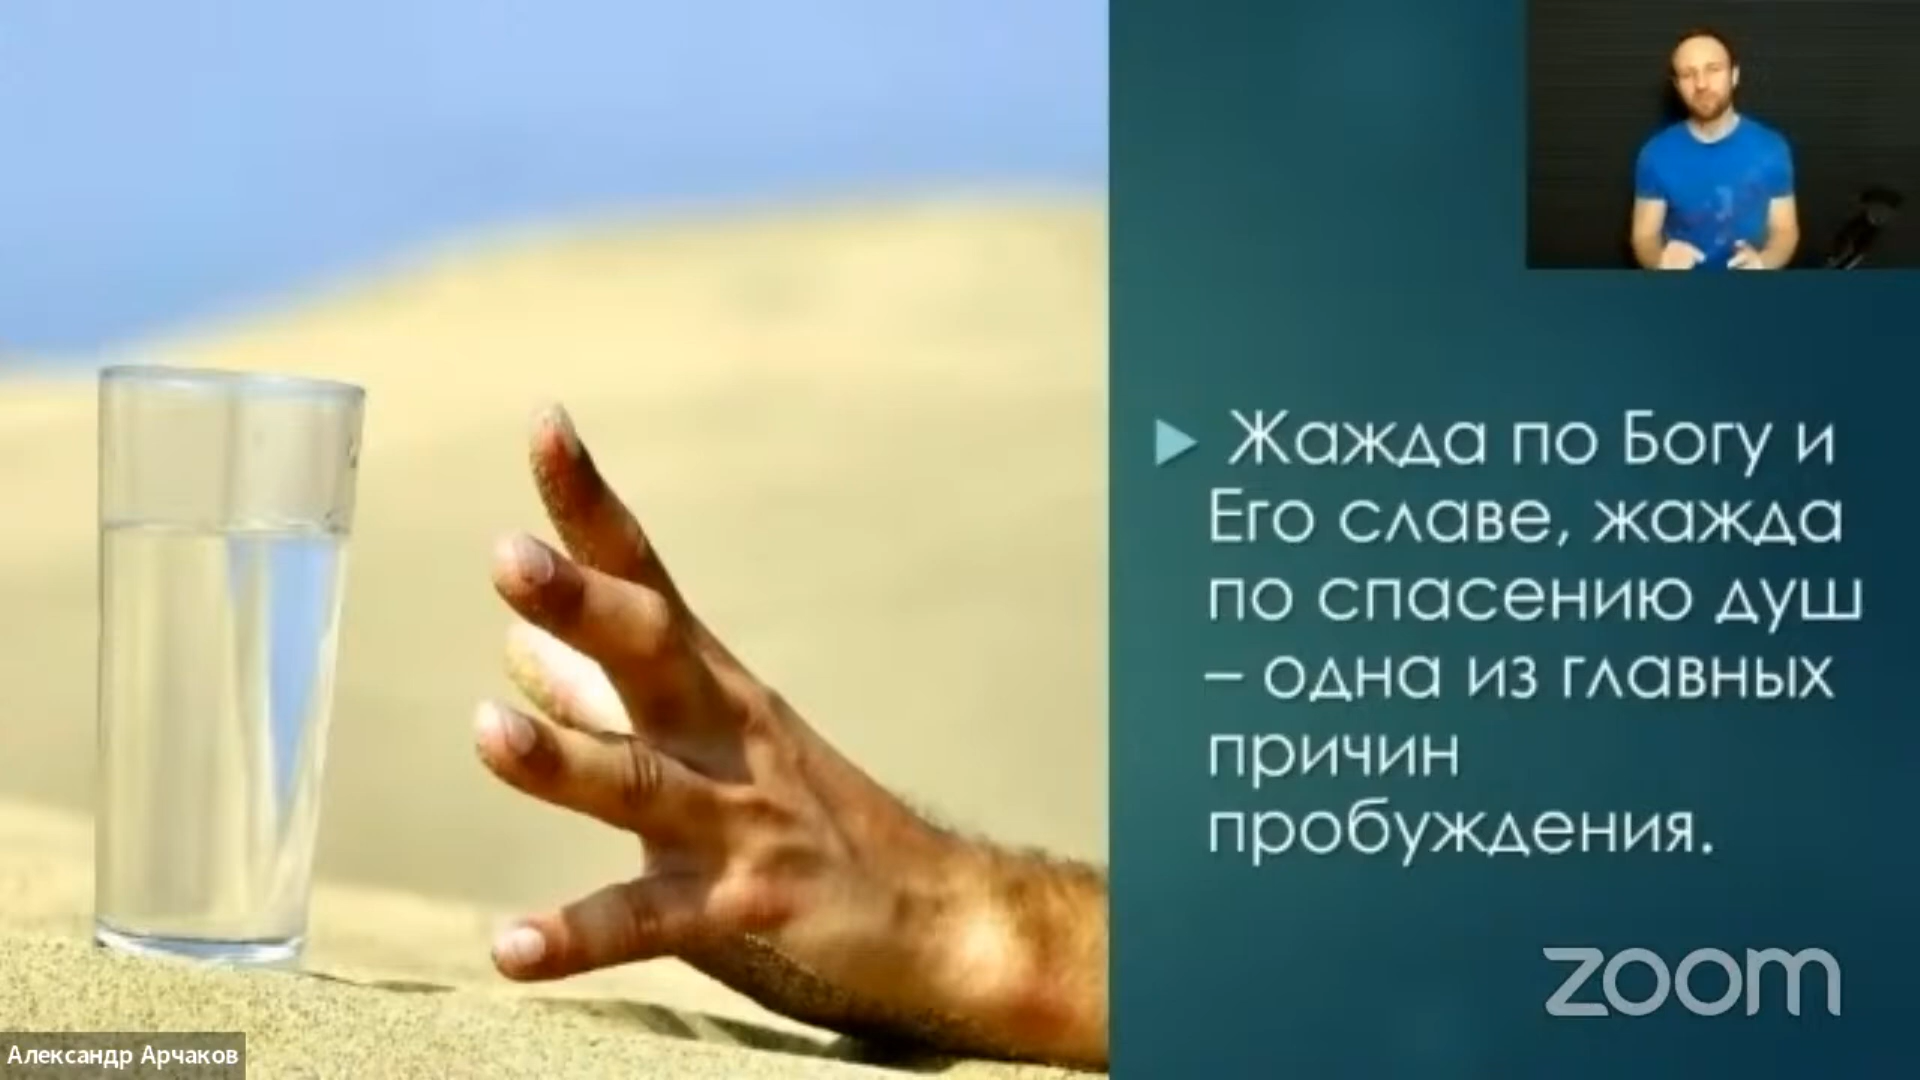 Жажда по Богу и
Его славе, жажда
по спасению душ
– одна из главных
причин
пробуждения.
zoom
Александр Арчаков